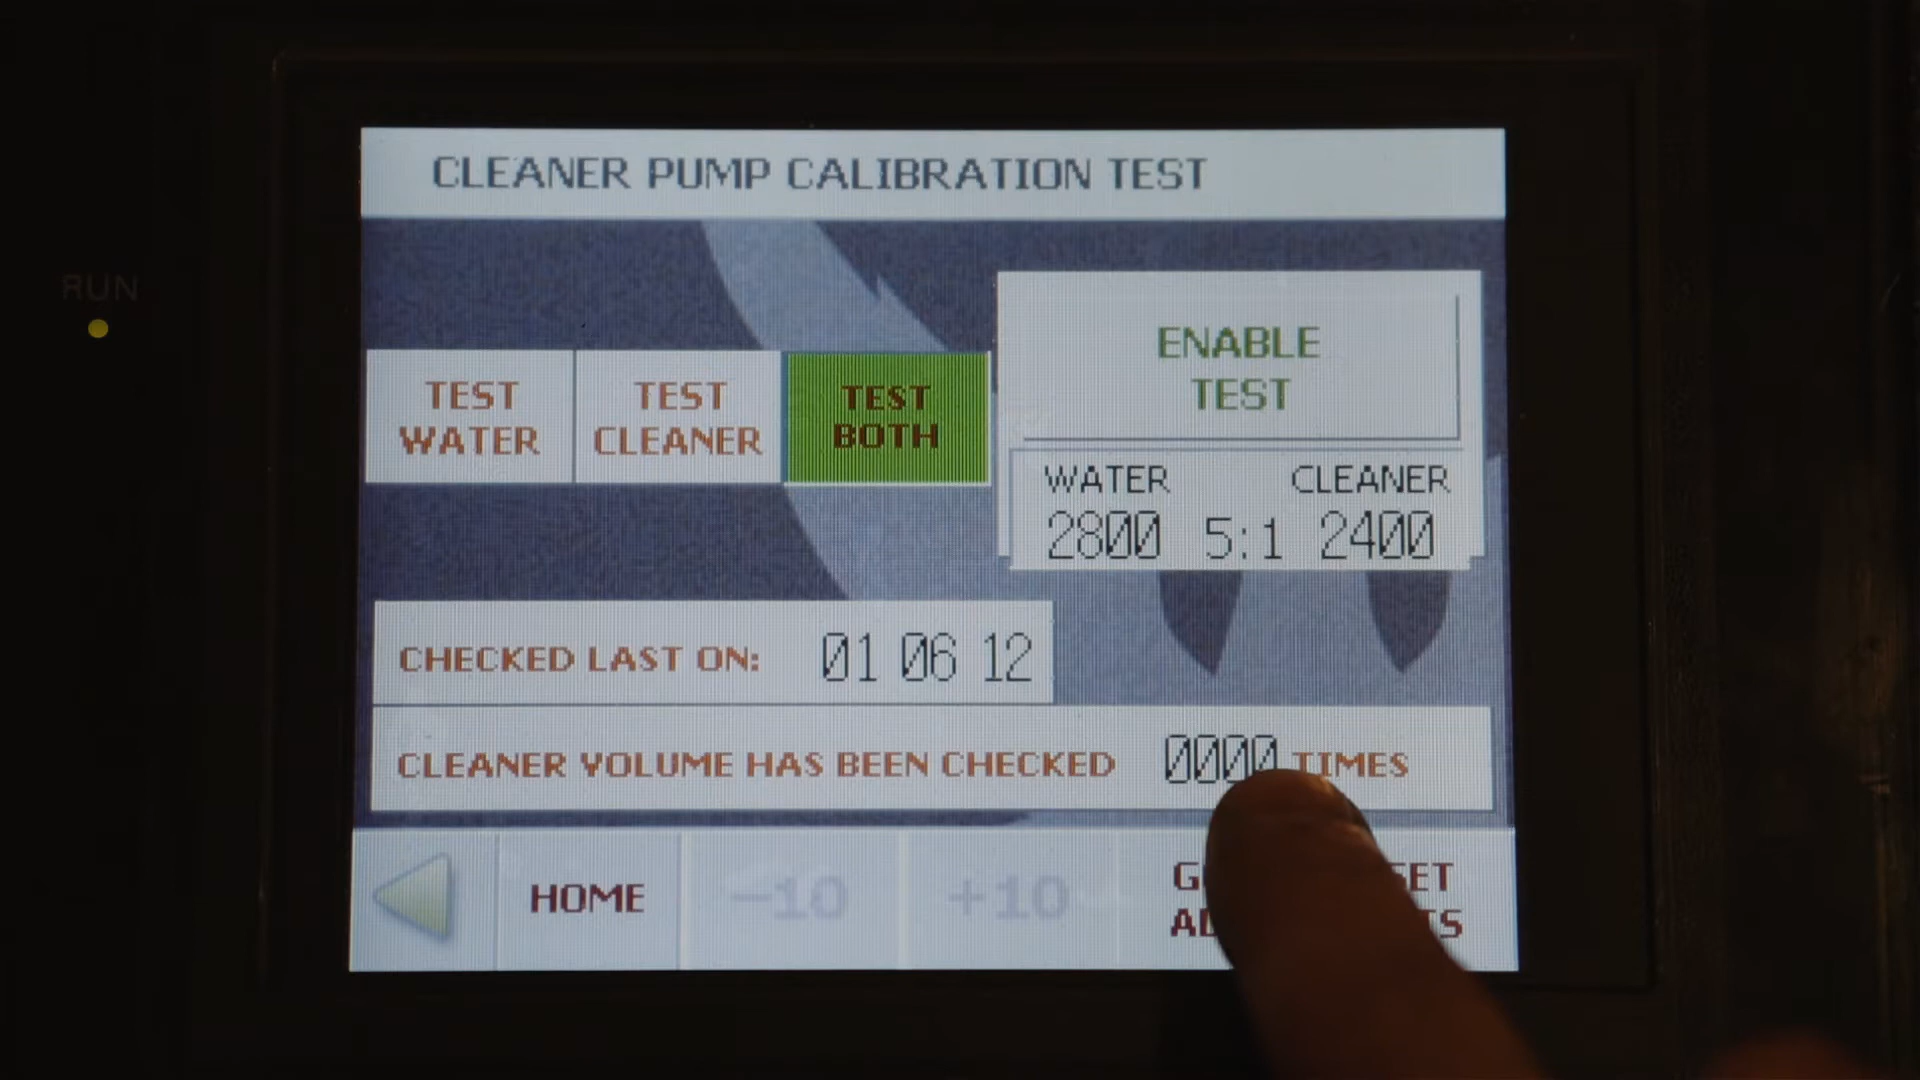 CLEANER PUMP CALIBRATION TEST
RUN
ENABLE
TEST
TEST
WATER
TEST
CLEANER
TEST
BOTH
WATER CLEANER
2800 5:1 2400
CHECKED LAST ON: 01 06 12
CLEANER VOLUME HAS BEEN CHECKED 0000 TIMES
HOME
-10
+10